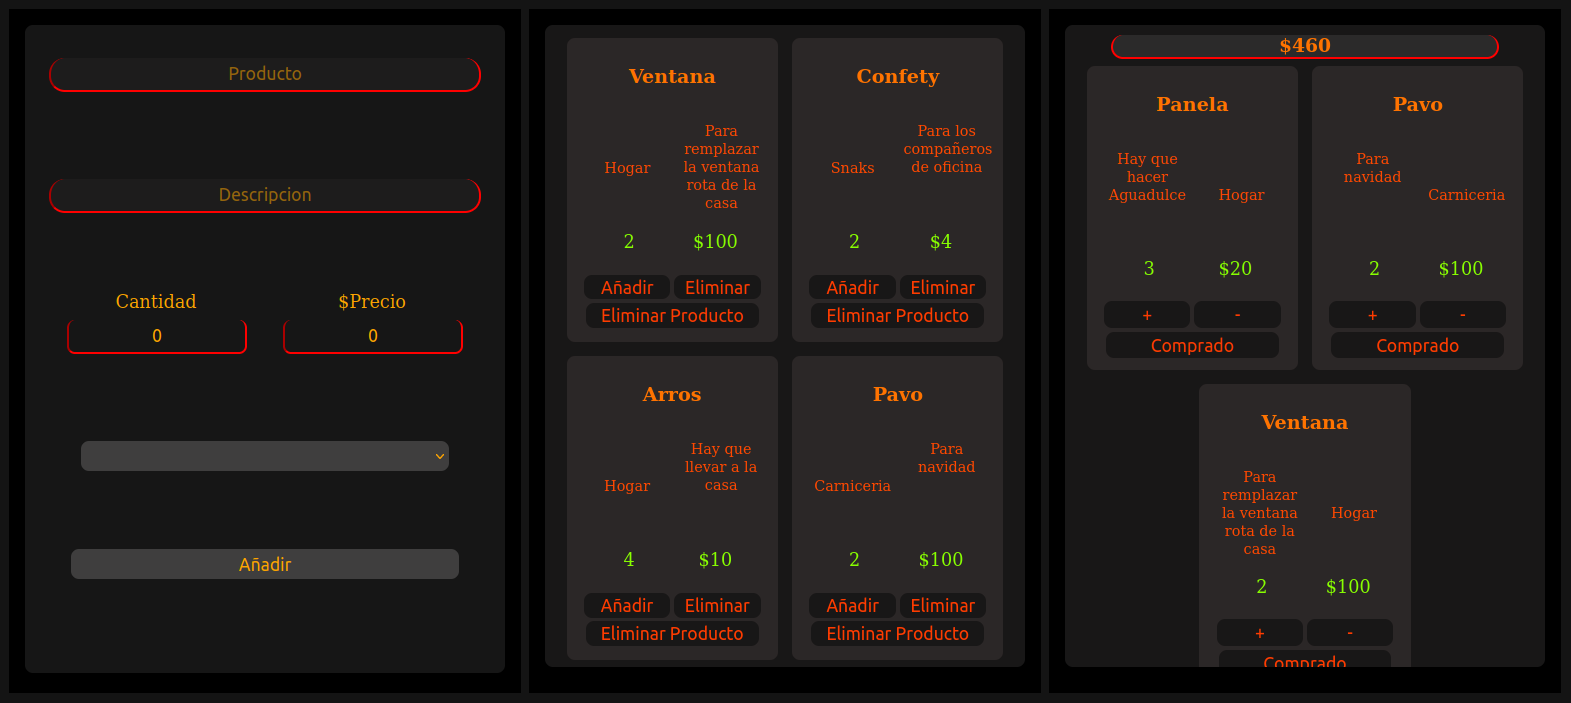 Producto
Descripcion
Cantidad
$Precio
0
0
Añadir
Ventana
Hogar
Para
remplazar
la ventana
rota de la
casa
2
$100
Añadir
Eliminar
Eliminar Producto
Confety
Snaks
Para los
compañeros
de oficina
2
$4
Añadir
Eliminar
Eliminar Producto
Arros
Hogar
Hay que
llevar a la
casa
4
$10
Añadir
Eliminar
Eliminar Producto
Pavo
Carniceria
Para
navidad
2
$100
Añadir
Eliminar
Eliminar Producto
$460
Panela
Hay que
hacer
Aguadulce
Hogar
3
$20
+
-
Comprado
Pavo
Para
navidad
Carniceria
2
$100
+
-
Comprado
Ventana
Para
remplazar
la ventana
rota de la
casa
Hogar
2
$100
+
-
Comprado